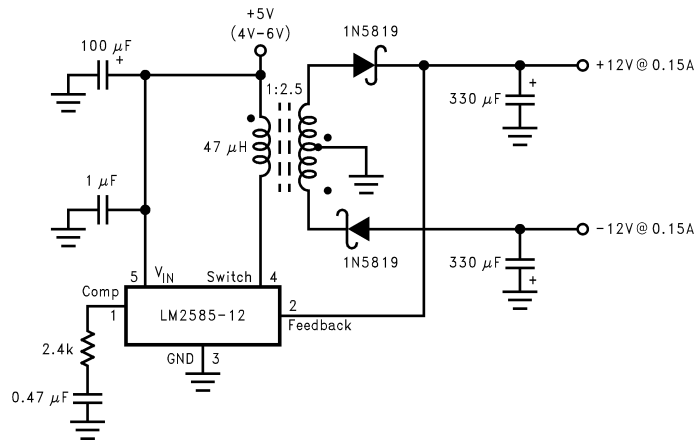 +5V
(4V-6V)
1N5819
100 μF
+
+12V@ 0.15A
1:2.5
+
330 μF
47 μH
1 μF
-12V@ 0.15A
1N5819
330 μF
+
5
VIN
Switch
4
Comp
1
LM2585-12
2
Feedback
GND
3
2.4k
0.47 μF